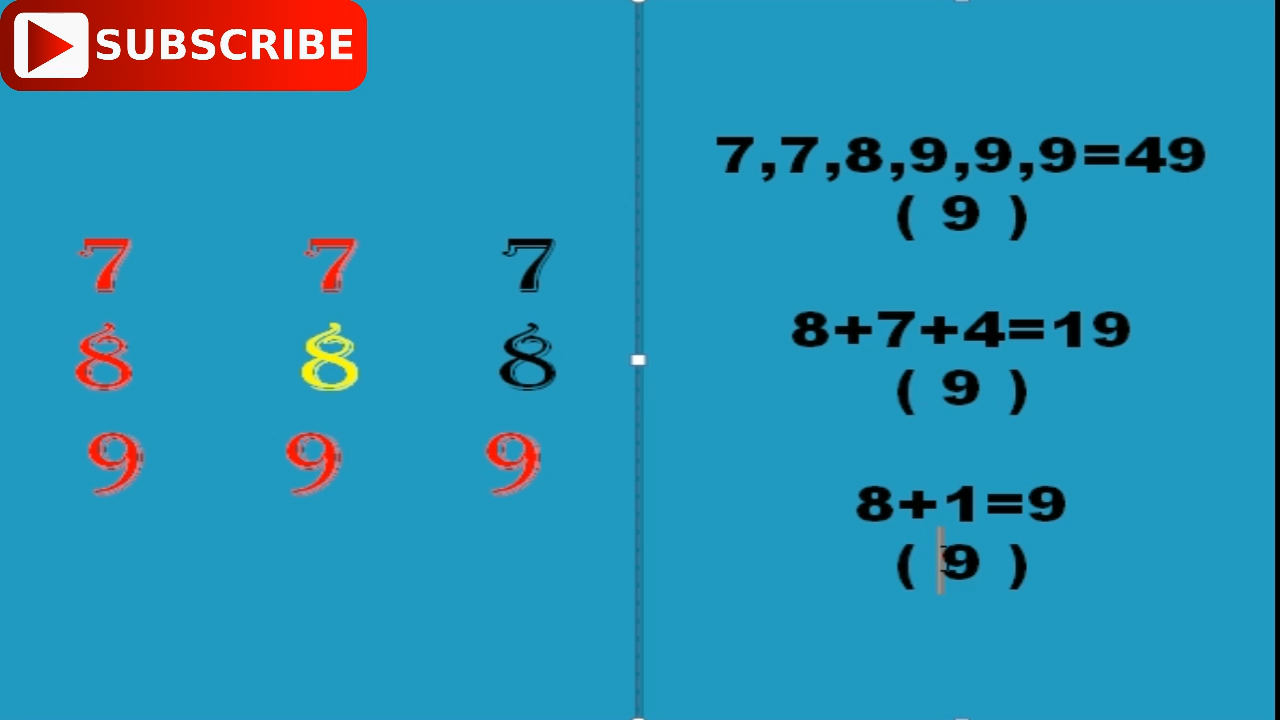 SUBSCRIBE
7 7 7
8 8 8
9 9 9
7,7,8,9,9,9=49
( 9 )
8+7+4=19
( 9 )
8+1=9
( 9 )